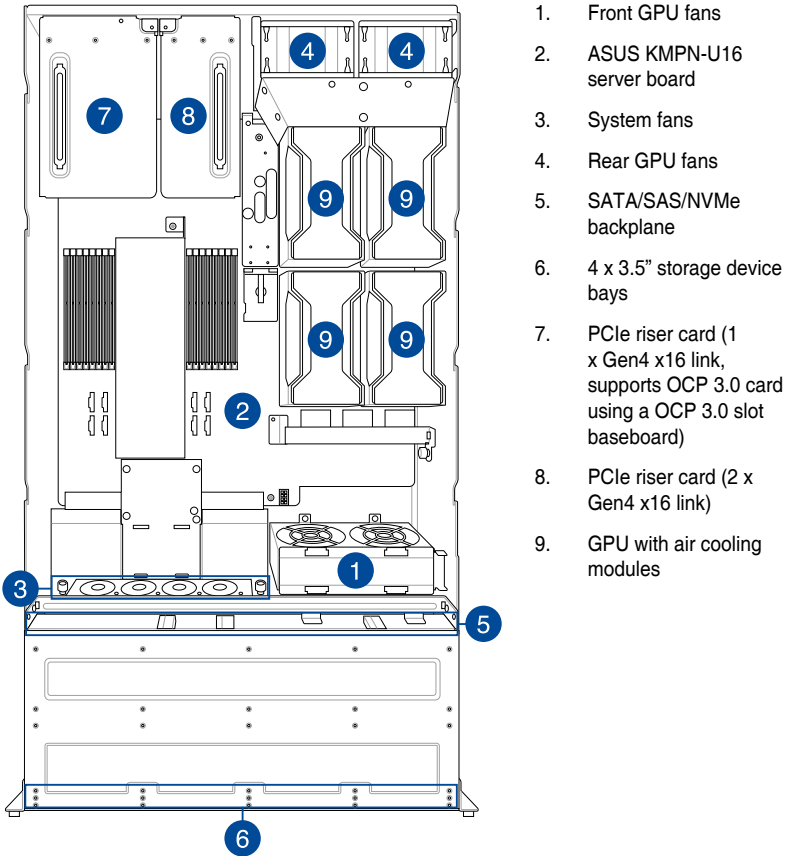 4
4
7
8
9
9
9
9
2
1
3
5
6
1. Front GPU fans
2. ASUS KMPN-U16
server board
3. System fans
4. Rear GPU fans
5. SATA/SAS/NVMe
backplane
6. 4 x 3.5” storage device
bays
7. PCIe riser card (1
x Gen4 x16 link,
supports OCP 3.0 card
using a OCP 3.0 slot
baseboard)
8. PCIe riser card (2 x
Gen4 x16 link)
9. GPU with air cooling
modules